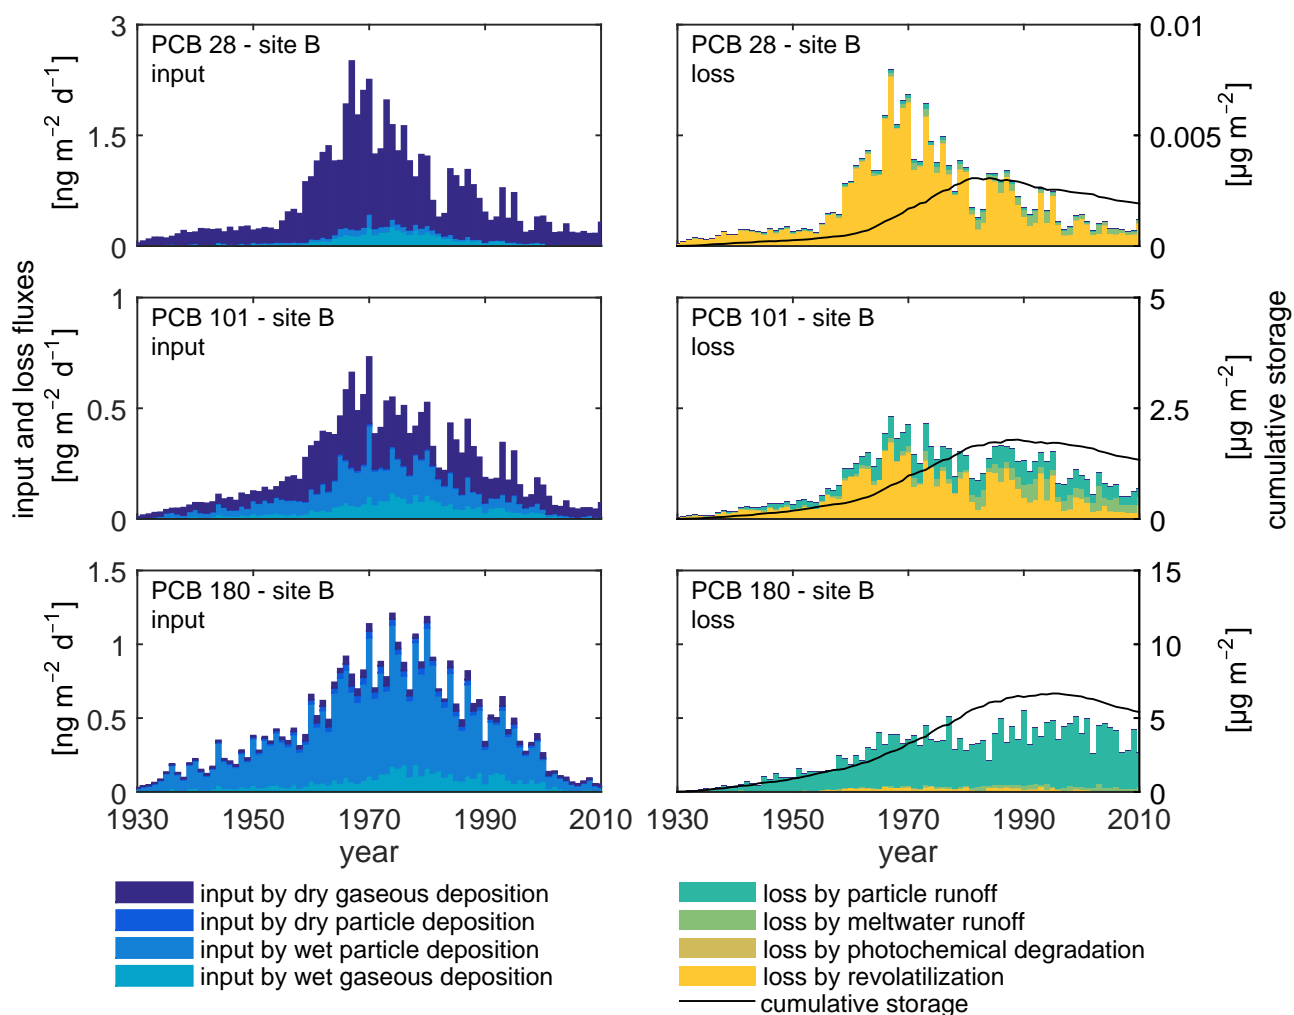 PCB 28 - site B
input
3
1.5
0
[ng m−2 d−1]
PCB 28 - site B
loss
0.01
0.005
0
[µg m−2]
PCB 101 - site B
input
1
0.5
0
[ng m−2 d−1]
input and loss fluxes
PCB 101 - site B
loss
5
2.5
0
[µg m−2]
cumulative storage
PCB 180 - site B
input
1.5
1
0.5
0
[ng m−2 d−1]
1930 1950 1970 1990 2010
year
PCB 180 - site B
loss
15
10
5
0
[µg m−2]
1930 1950 1970 1990 2010
year
input by dry gaseous deposition
input by dry particle deposition
input by wet particle deposition
input by wet gaseous deposition
loss by particle runoff
loss by meltwater runoff
loss by photochemical degradation
loss by revolatilization
cumulative storage